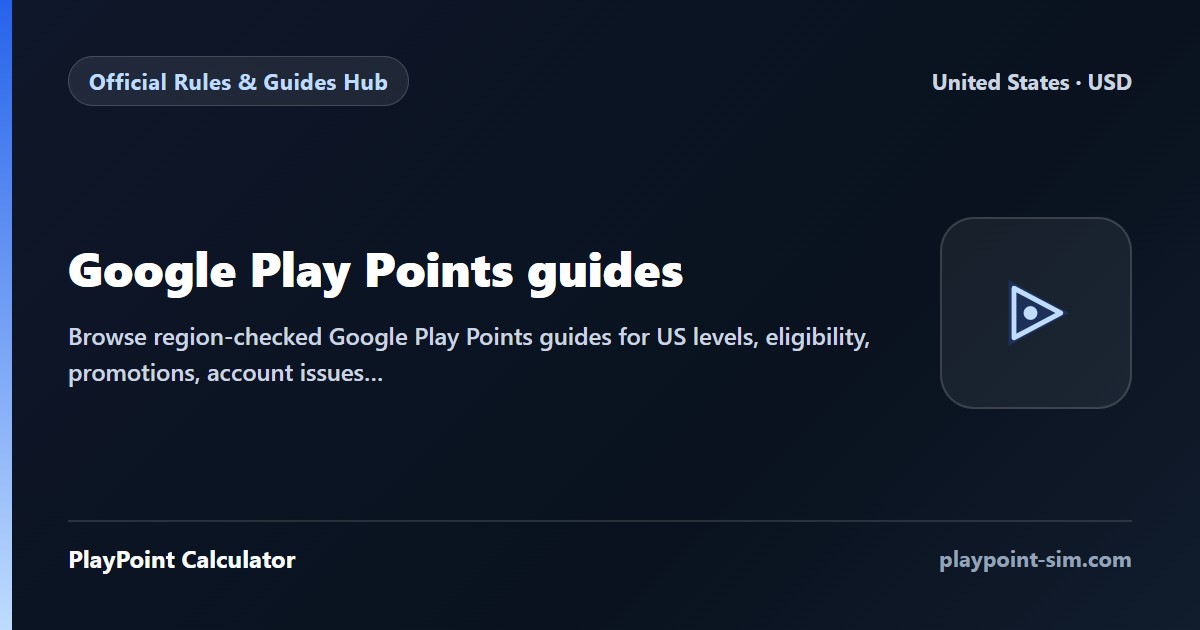 Official Rules & Guides Hub
United States · USD
Google Play Points guides
Browse region-checked Google Play Points guides for US levels, eligibility,
promotions, account issues...
PlayPoint Calculator
playpoint-sim.com